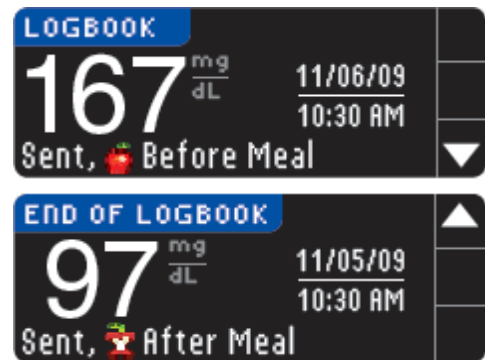 LOGBOOK
167 mg/dL
11/06/09
10:30 AM
Sent, Before Meal
END OF LOGBOOK
97 mg/dL
11/05/09
10:30 AM
Sent, After Meal